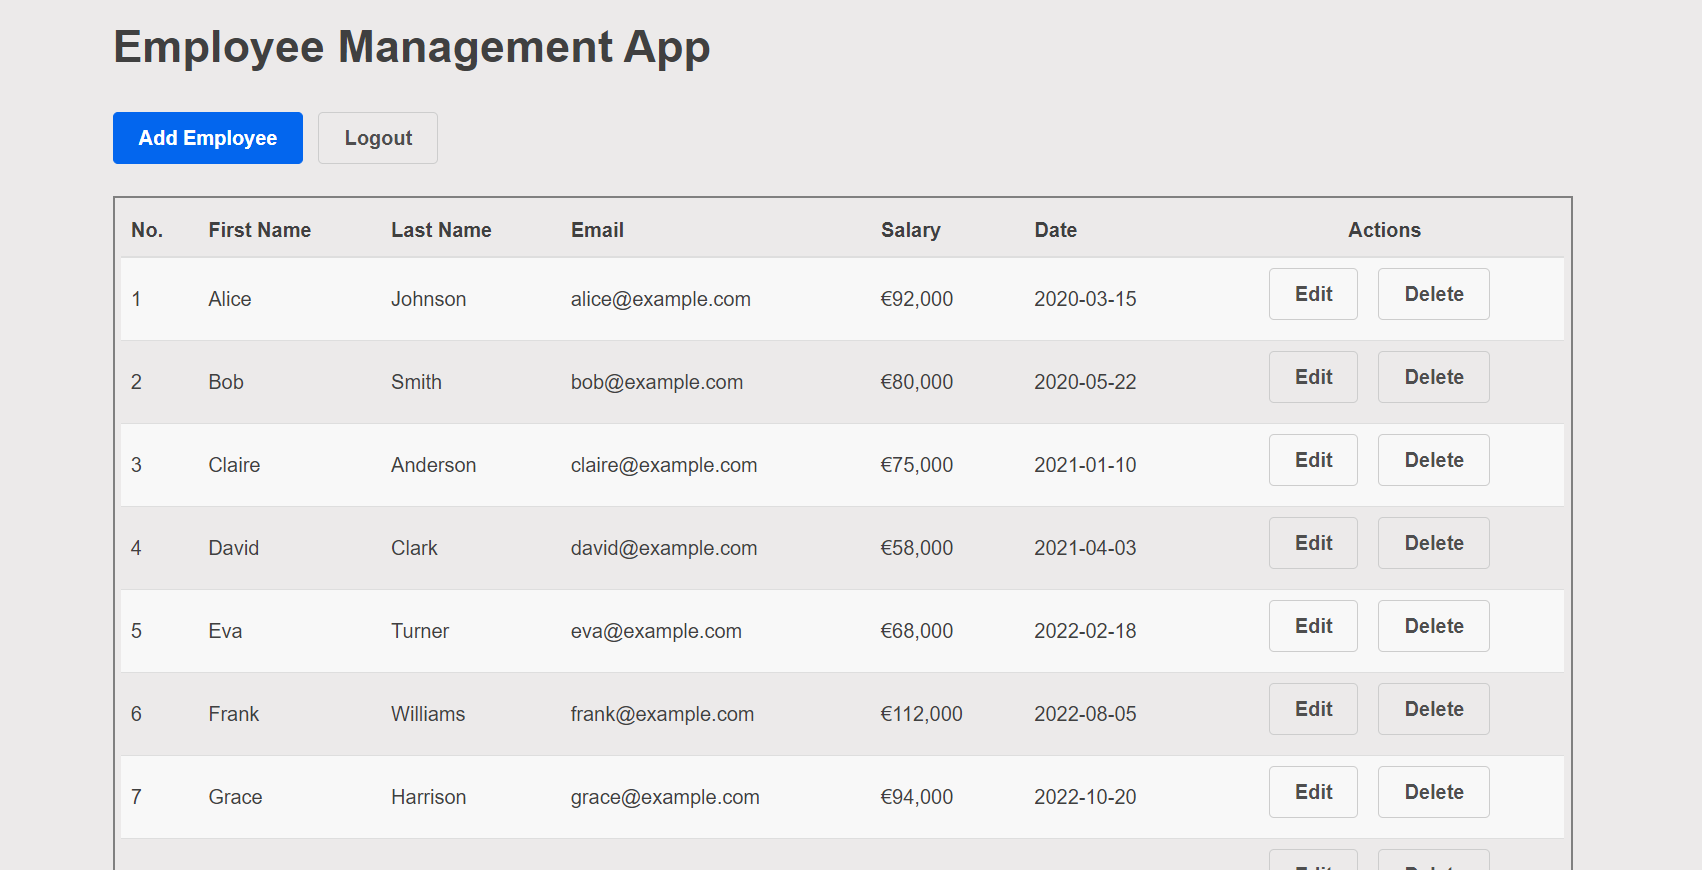 Employee Management App
Add Employee Logout
No. First Name Last Name Email Salary Date Actions
1 Alice Johnson alice@example.com €92,000 2020-03-15 Edit Delete
2 Bob Smith bob@example.com €80,000 2020-05-22 Edit Delete
3 Claire Anderson claire@example.com €75,000 2021-01-10 Edit Delete
4 David Clark david@example.com €58,000 2021-04-03 Edit Delete
5 Eva Turner eva@example.com €68,000 2022-02-18 Edit Delete
6 Frank Williams frank@example.com €112,000 2022-08-05 Edit Delete
7 Grace Harrison grace@example.com €94,000 2022-10-20 Edit Delete